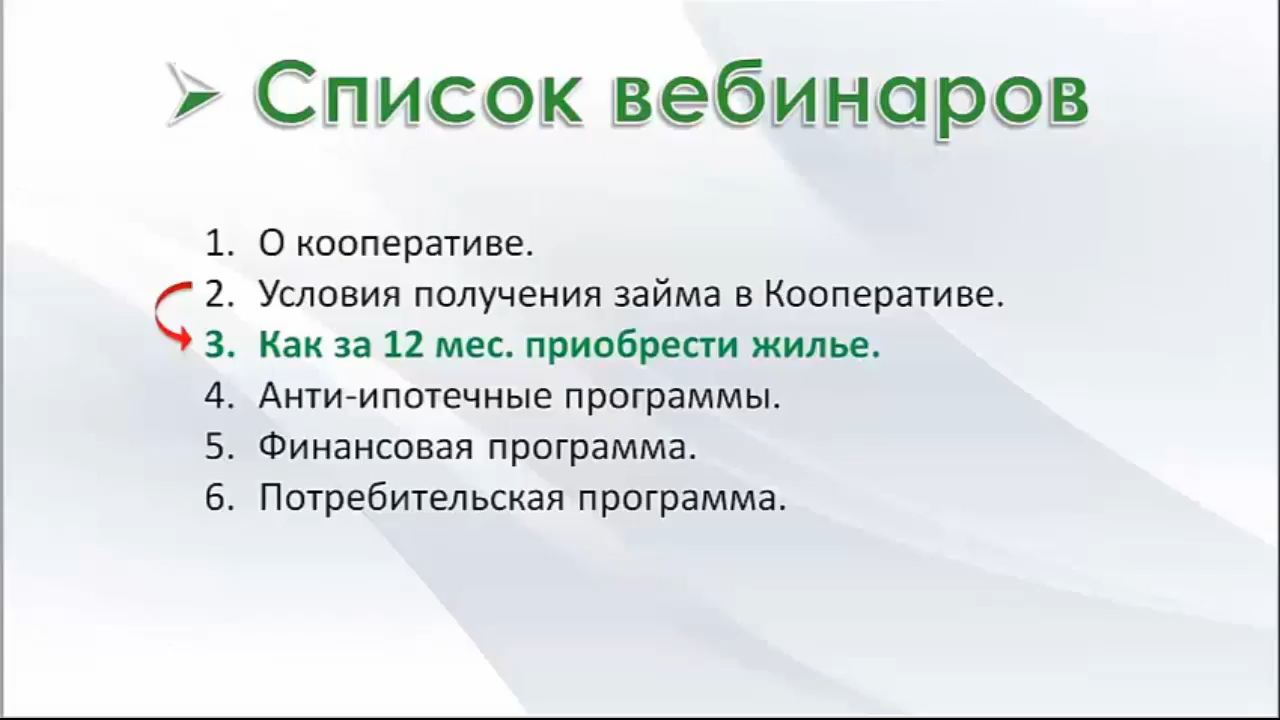 Список вебинаров
1. О кооперативе.
2. Условия получения займа в Кооперативе.
3. Как за 12 мес. приобрести жилье.
4. Анти-ипотечные программы.
5. Финансовая программа.
6. Потребительская программа.